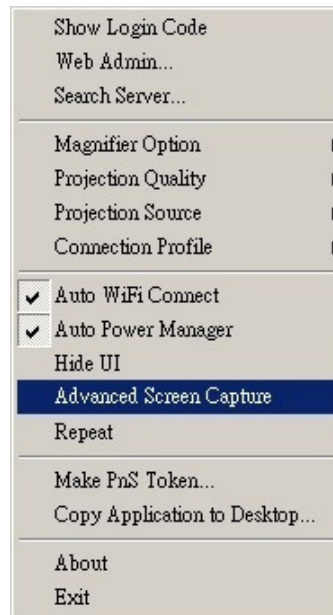 Show Login Code
Web Admin...
Search Server...
Magnifier Option
Projection Quality
Projection Source
Connection Profile
Auto WiFi Connect
Auto Power Manager
Hide UI
Advanced Screen Capture
Repeat
Make PnS Token...
Copy Application to Desktop...
About
Exit